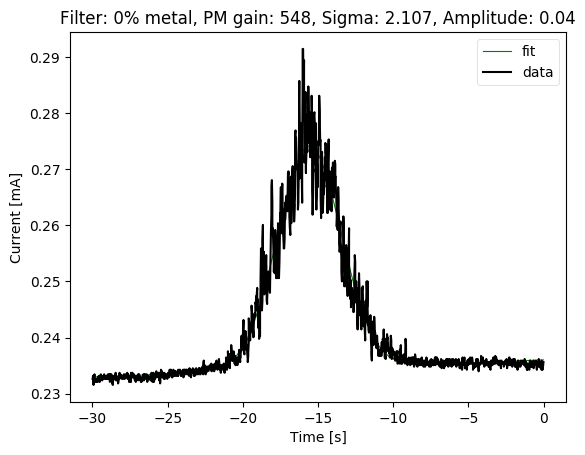 Filter: 0% metal, PM gain: 548, Sigma: 2.107, Amplitude: 0.04
fit
data
0.29
0.28
0.27
0.26
0.25
0.24
0.23
Current [mA]
−30
−25
−20
−15
−10
−5
0
Time [s]